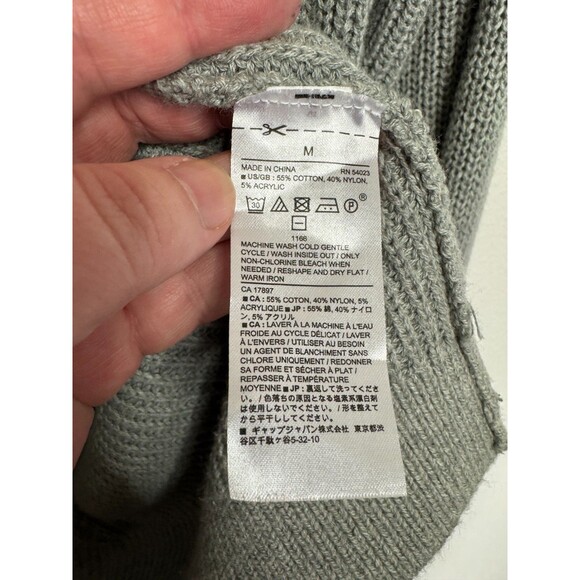 M
MADE IN CHINA RN 54023
■ US/GB : 55% COTTON, 40% NYLON,
5% ACRYLIC
30 P ®
1166
MACHINE WASH COLD GENTLE
CYCLE / WASH INSIDE OUT / ONLY
NON-CHLORINE BLEACH WHEN
NEEDED / RESHAPE AND DRY FLAT /
WARM IRON
CA 17897
■ CA : 55% COTTON, 40% NYLON, 5%
ACRYLIQUE ■ JP : 55% 綿, 40% ナイロ
ン, 5% アクリル
■ CA : LAVER À LA MACHINE À L'EAU
FROIDE AU CYCLE DÉLICAT / LAVER
À L'ENVERS / UTILISER AU BESOIN
UN AGENT DE BLANCHIMENT SANS
CHLORE UNIQUEMENT / REDONNER
SA FORME ET SÉCHER À PLAT /
REPASSER À TEMPÉRATURE
MOYENNE ■ JP : 裏返して洗ってくださ
い。/ 色落ちの原因となる塩素系漂白剤
は使用しないでください。/ 形を整えて
から平干ししてください。
■ ギャップジャパン株式会社 東京都渋
谷区千駄ヶ谷5-32-10